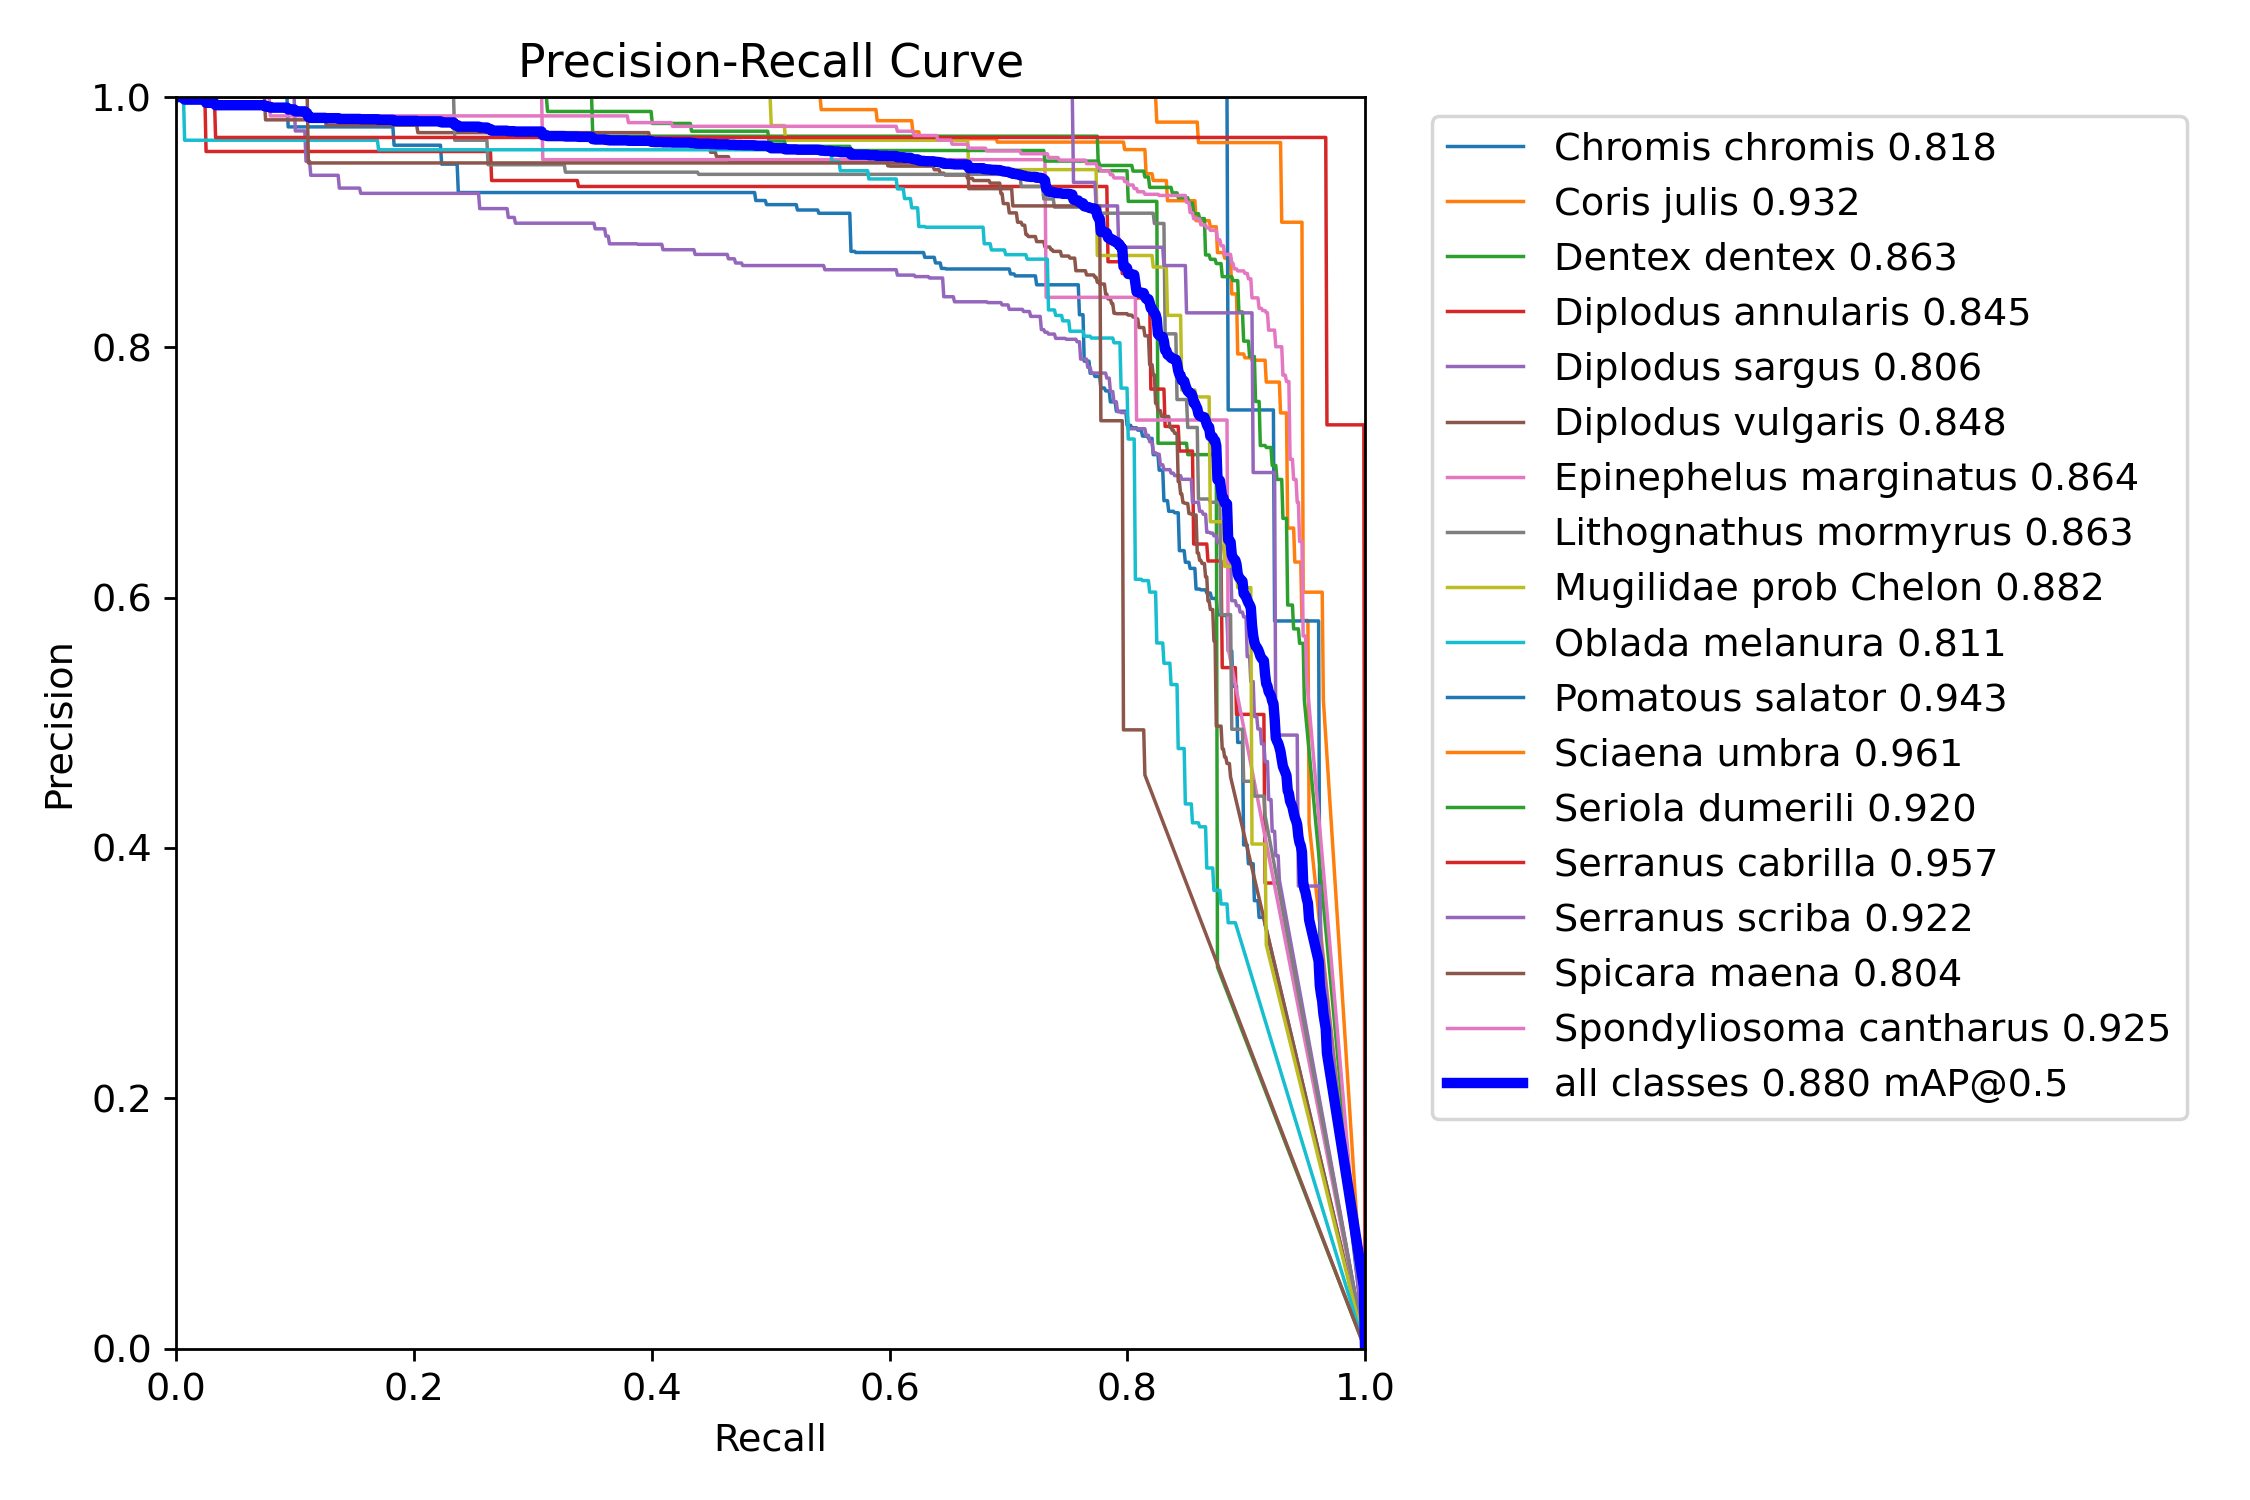 Precision-Recall Curve
1.0
0.8
0.6
0.4
0.2
0.0
Precision
0.0 0.2 0.4 0.6 0.8 1.0
Recall
Chromis chromis 0.818
Coris julis 0.932
Dentex dentex 0.863
Diplodus annularis 0.845
Diplodus sargus 0.806
Diplodus vulgaris 0.848
Epinephelus marginatus 0.864
Lithognathus mormyrus 0.863
Mugilidae prob Chelon 0.882
Oblada melanura 0.811
Pomatous salator 0.943
Sciaena umbra 0.961
Seriola dumerili 0.920
Serranus cabrilla 0.957
Serranus scriba 0.922
Spicara maena 0.804
Spondyliosoma cantharus 0.925
all classes 0.880 mAP@0.5